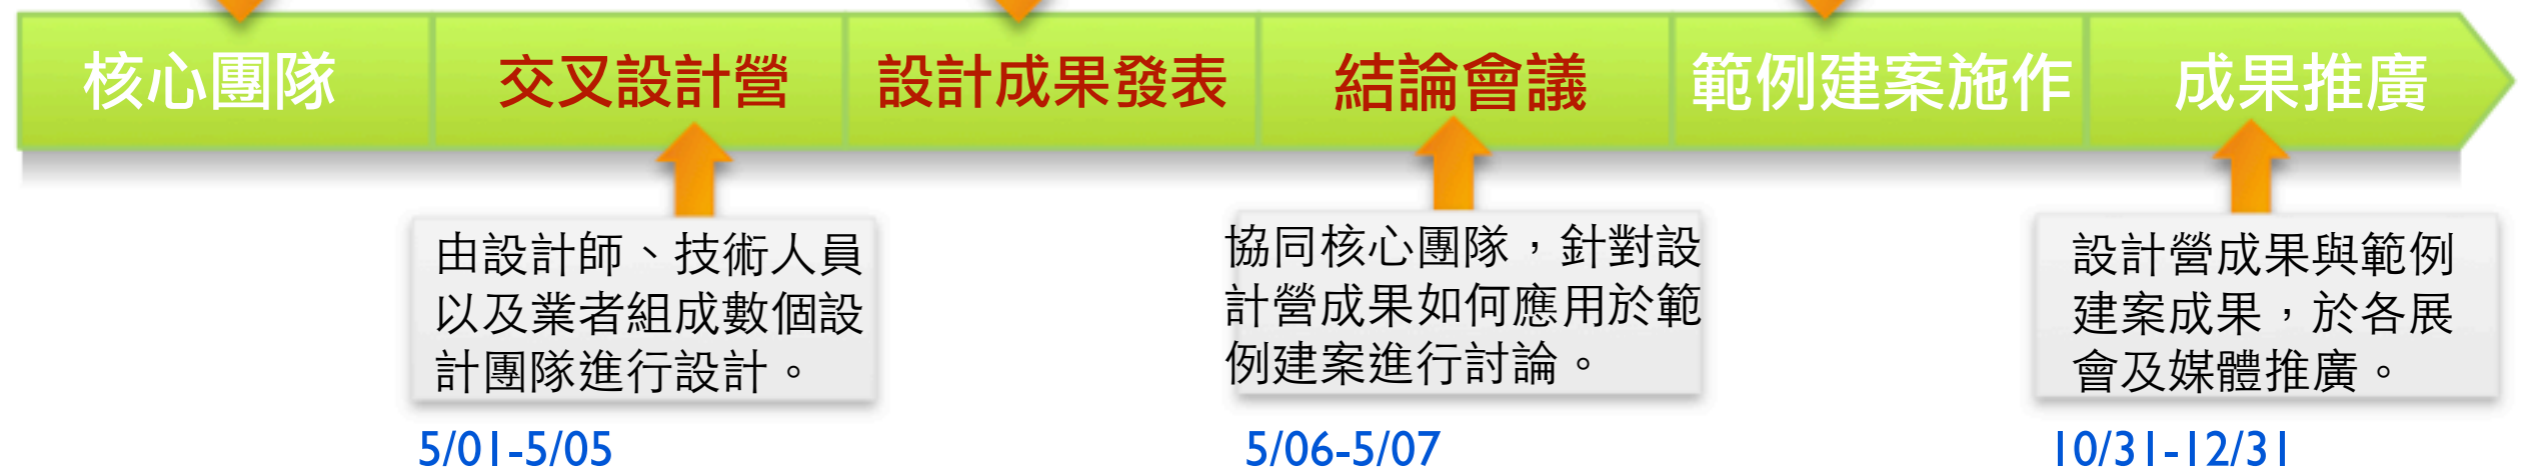 核心團隊
交叉設計營
設計成果發表
結論會議
範例建案施作
成果推廣
由設計師、技術人員
以及業者組成數個設
計團隊進行設計。
5/01-5/05
協同核心團隊，針對設
計營成果如何應用於範
例建案進行討論。
5/06-5/07
設計營成果與範例
建案成果，於各展
會及媒體推廣。
10/31-12/31